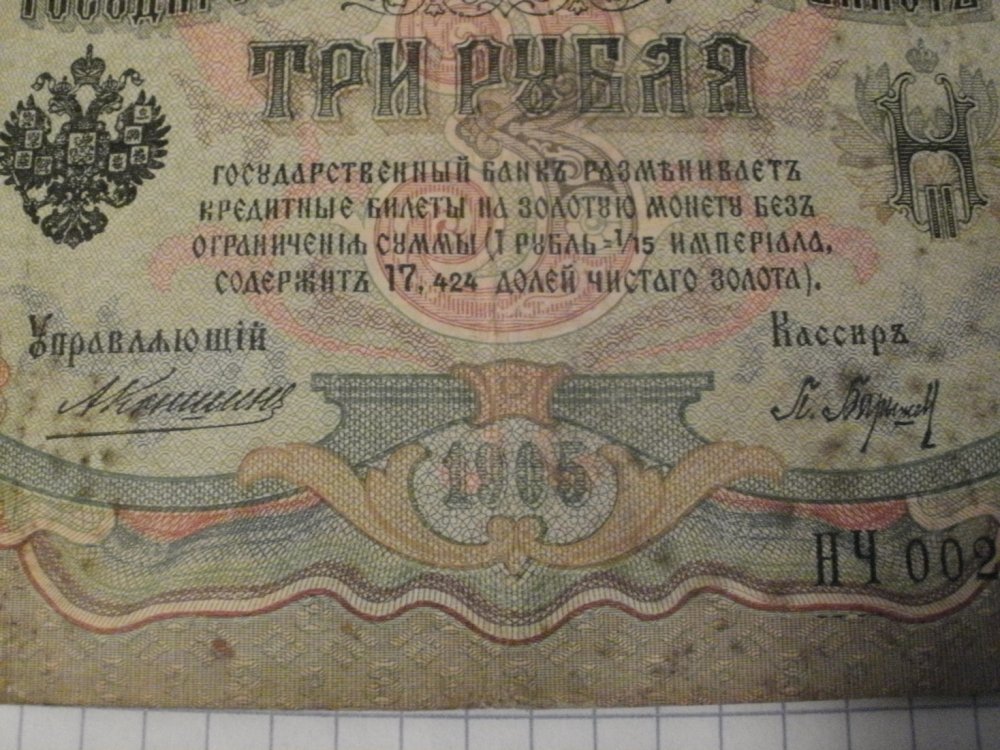 ТРИ РУБЛЯ
ГОСУДАРСТВЕННЫЙ БАНКЪ РАЗМѢНИВАЕТЪ
КРЕДИТНЫЕ БИЛЕТЫ НА ЗОЛОТУЮ МОНЕТУ БЕЗЪ
ОГРАНИЧЕНІЯ СУММЫ (1 РУБЛЬ = 1/15 ИМПЕРІАЛА,
СОДЕРЖИТЪ 17,424 ДОЛЕЙ ЧИСТАГО ЗОЛОТА).
Управляющій Кассиръ
АКоншинъ
1905
НЧ 002